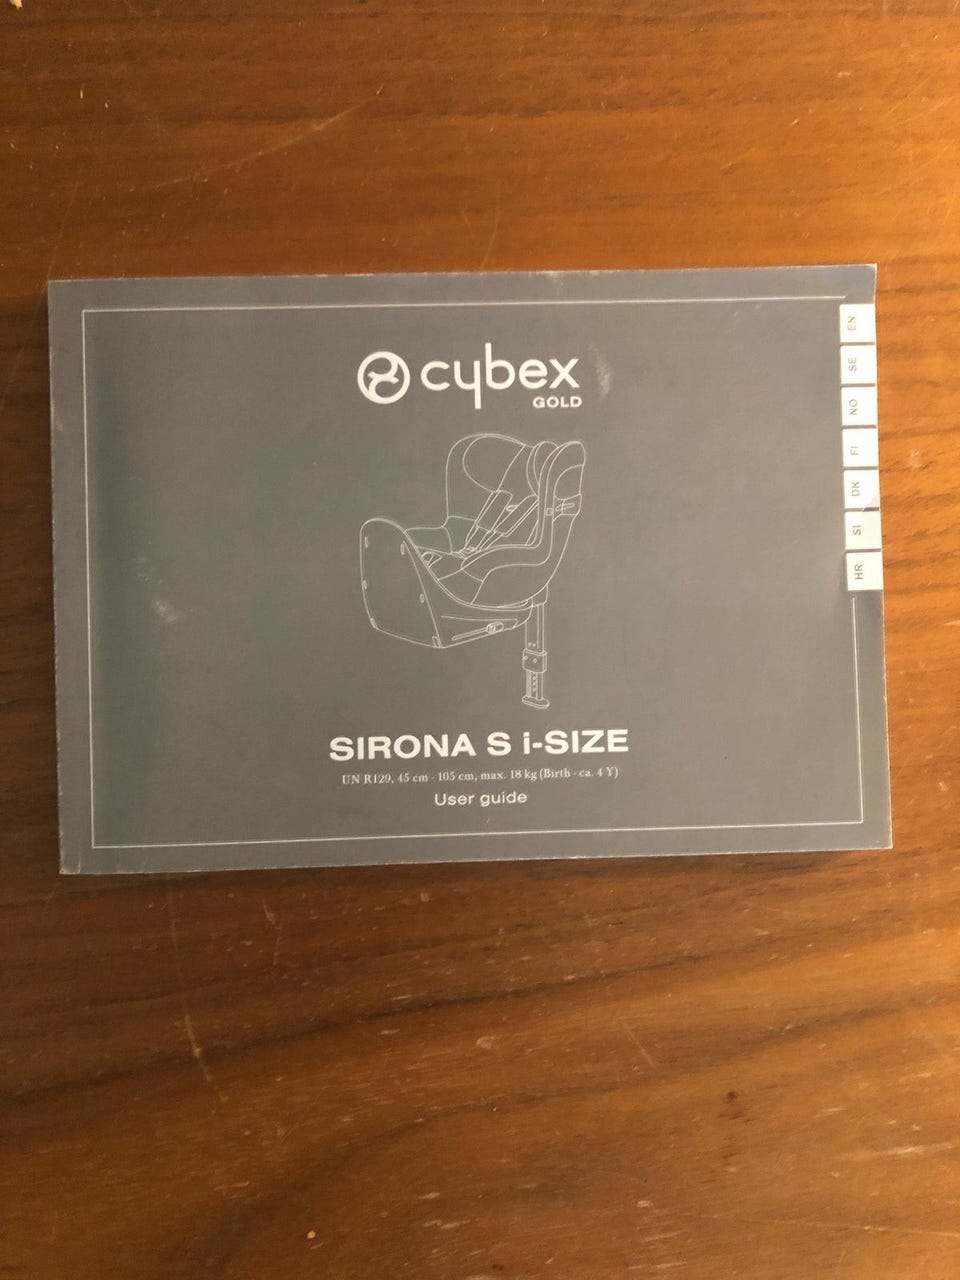 cybex
GOLD
SIRONA S i-SIZE
UN R129, 45 cm - 105 cm, max. 18 kg (Birth - ca. 4 Y)
User guide
EN
SE
NO
FI
DK
SI
HR